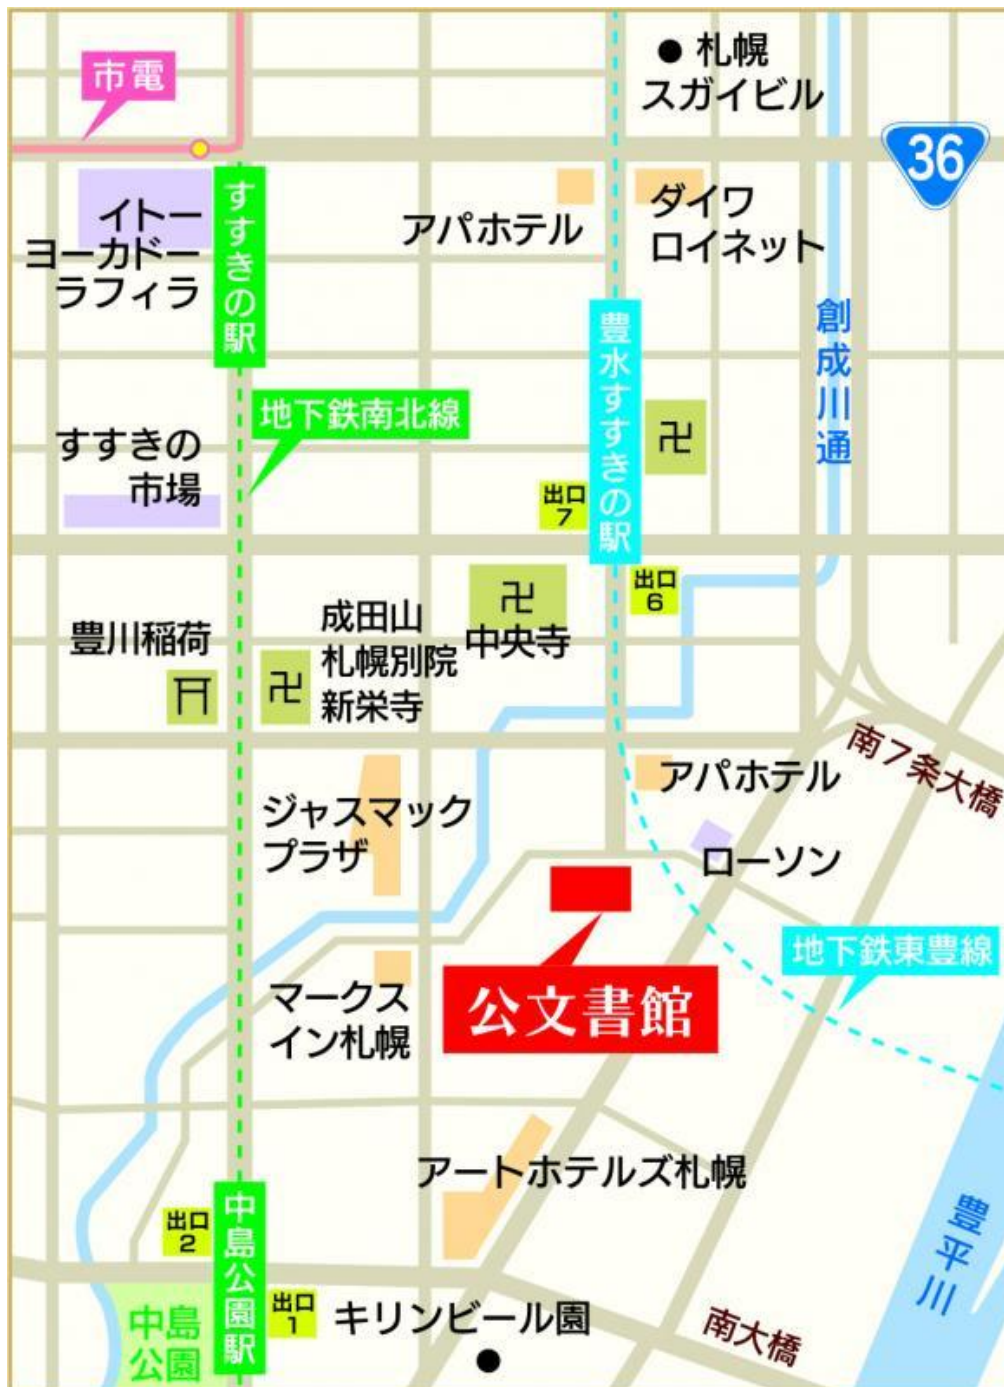 札幌
スガイビル
市電
36
イトー
ヨーカドー
ラフィラ
すすきの駅
アパホテル
ダイワ
ロイネット
豊水すすきの駅
創成川通
地下鉄南北線
すすきの
市場
卍
出口
7
出口
6
豊川稲荷
卍
成田山
札幌別院
新栄寺
卍
中央寺
南7条大橋
ジャスマック
プラザ
アパホテル
ローソン
公文書館
地下鉄東豊線
マークス
イン札幌
アートホテルズ札幌
豊平川
出口
2
中島公園駅
出口
1
中島
公園
キリンビール園
南大橋